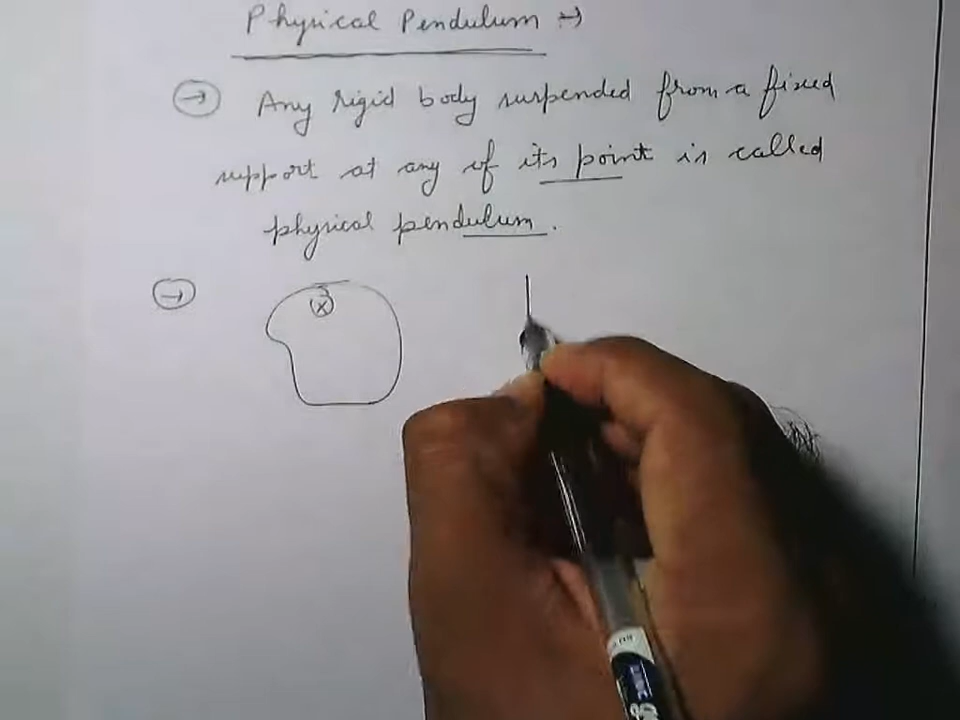 Physical Pendulum :→
→ Any rigid body suspended from a fixed
support at any of its point is called
physical pendulum.
→
x